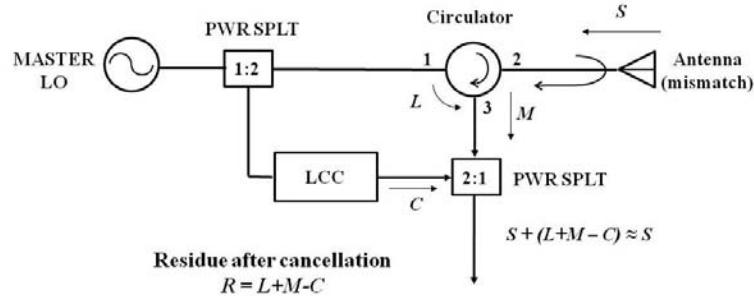 Circulator
S
PWR SPLT
MASTER
LO
1:2
1
2
Antenna
(mismatch)
L
3
M
LCC
C
2:1
PWR SPLT
S + (L+M – C) ≈ S
Residue after cancellation
R = L+M-C